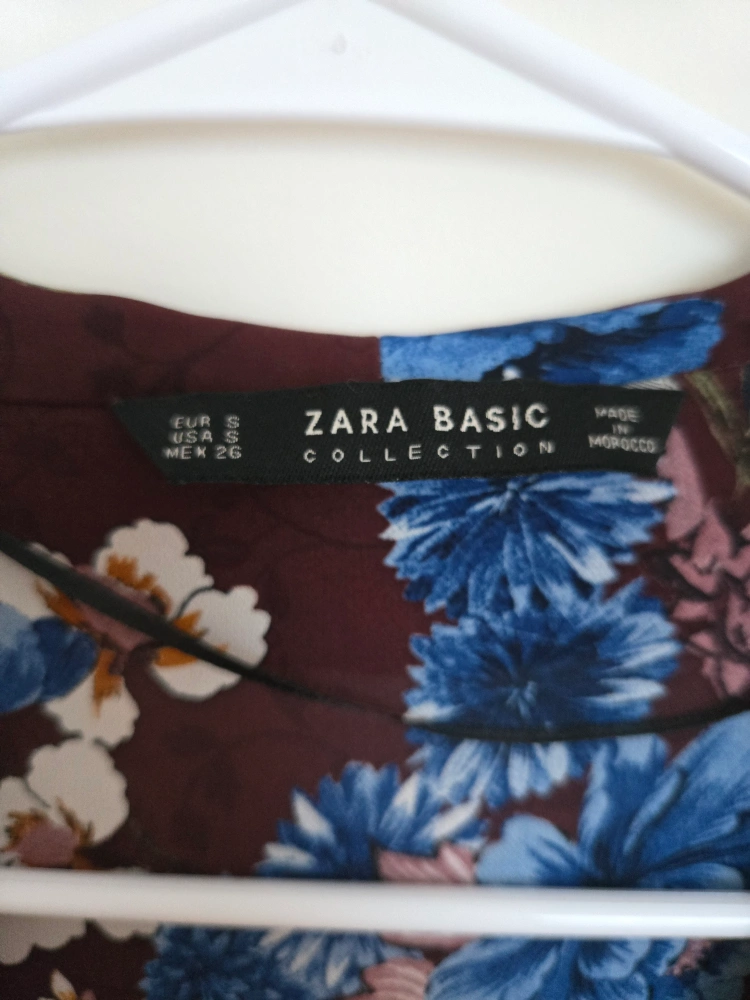 EUR S
USA S
MEX 26
ZARA BASIC
COLLECTION
MADE
IN
MOROCCO